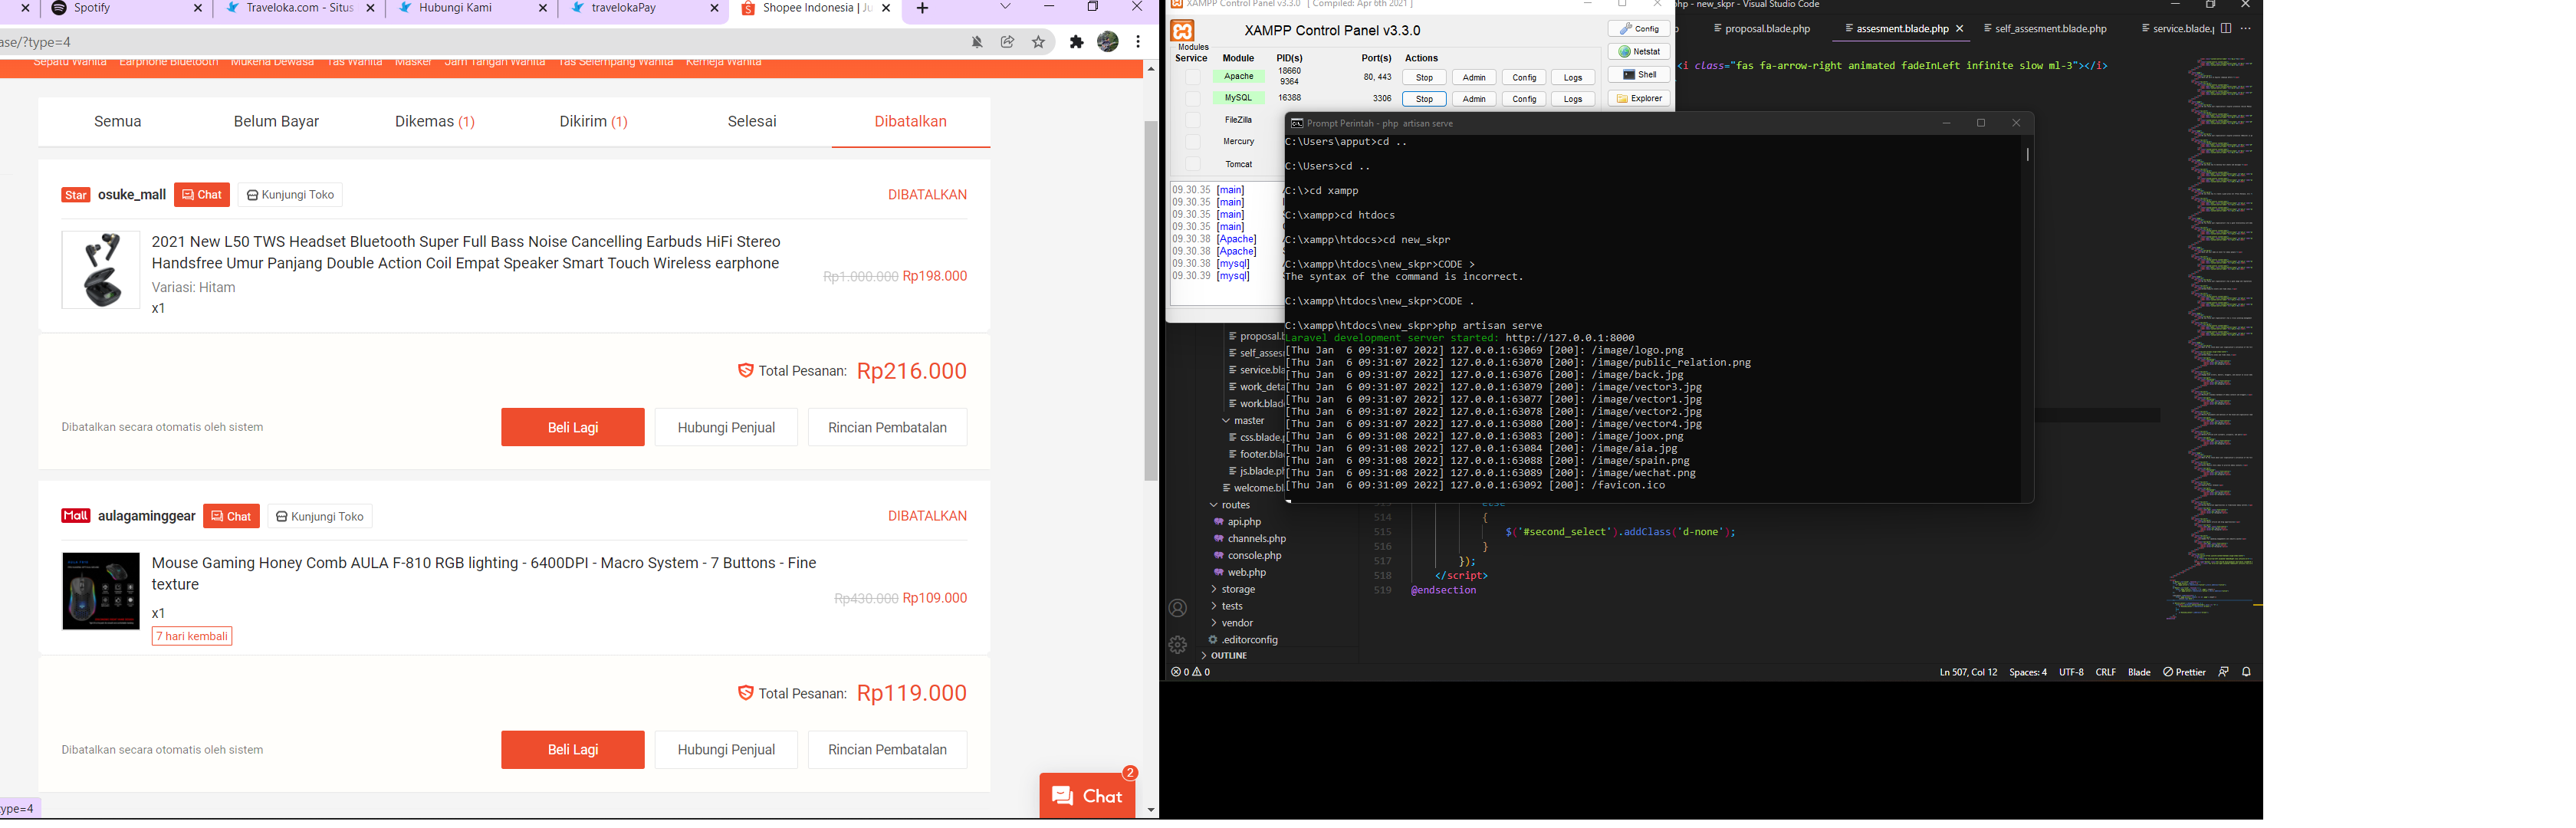 Spotify
Traveloka.com - Situs
Hubungi Kami
travelokaPay
Shopee Indonesia | Ju
ase/?type=4
Sepatu Wanita Earphone Bluetooth Mukena Dewasa Tas Wanita Masker Jam Tangan Wanita Tas Selempang Wanita Kemeja Wanita
Semua Belum Bayar Dikemas (1) Dikirim (1) Selesai Dibatalkan
Star osuke_mall Chat Kunjungi Toko DIBATALKAN
2021 New L50 TWS Headset Bluetooth Super Full Bass Noise Cancelling Earbuds HiFi Stereo
Handsfree Umur Panjang Double Action Coil Empat Speaker Smart Touch Wireless earphone
Rp1.000.000 Rp198.000
Variasi: Hitam
x1
Total Pesanan: Rp216.000
Dibatalkan secara otomatis oleh sistem
Beli Lagi Hubungi Penjual Rincian Pembatalan
Mall aulagaminggear Chat Kunjungi Toko DIBATALKAN
Mouse Gaming Honey Comb AULA F-810 RGB lighting - 6400DPI - Macro System - 7 Buttons - Fine
texture
Rp430.000 Rp109.000
x1
7 hari kembali
Total Pesanan: Rp119.000
Dibatalkan secara otomatis oleh sistem
Beli Lagi Hubungi Penjual Rincian Pembatalan
2
Chat
ype=4
XAMPP Control Panel v3.3.0 [ Compiled: Apr 6th 2021 ]
XAMPP Control Panel v3.3.0
Modules
Service Module PID(s) Port(s) Actions
Apache 18660
9364
80, 443 Stop Admin Config Logs
MySQL 16388 3306 Stop Admin Config Logs
FileZilla
Mercury
Tomcat
Config
Netstat
Shell
Explorer
09.30.35 [main]
09.30.35 [main]
09.30.35 [main]
09.30.35 [main]
09.30.38 [Apache]
09.30.38 [Apache]
09.30.38 [mysql]
09.30.39 [mysql]
Prompt Perintah - php artisan serve
C:\Users\apput>cd ..
C:\Users>cd ..
C:\>cd xampp
C:\xampp>cd htdocs
C:\xampp\htdocs>cd new_skpr
C:\xampp\htdocs\new_skpr>CODE >
The syntax of the command is incorrect.
C:\xampp\htdocs\new_skpr>CODE .
C:\xampp\htdocs\new_skpr>php artisan serve
Laravel development server started: http://127.0.0.1:8000
[Thu Jan  6 09:31:07 2022] 127.0.0.1:63069 [200]: /image/logo.png
[Thu Jan  6 09:31:07 2022] 127.0.0.1:63070 [200]: /image/public_relation.png
[Thu Jan  6 09:31:07 2022] 127.0.0.1:63076 [200]: /image/back.jpg
[Thu Jan  6 09:31:07 2022] 127.0.0.1:63079 [200]: /image/vector3.jpg
[Thu Jan  6 09:31:07 2022] 127.0.0.1:63077 [200]: /image/vector1.jpg
[Thu Jan  6 09:31:07 2022] 127.0.0.1:63078 [200]: /image/vector2.jpg
[Thu Jan  6 09:31:07 2022] 127.0.0.1:63080 [200]: /image/vector4.jpg
[Thu Jan  6 09:31:08 2022] 127.0.0.1:63083 [200]: /image/joox.png
[Thu Jan  6 09:31:08 2022] 127.0.0.1:63084 [200]: /image/aia.jpg
[Thu Jan  6 09:31:08 2022] 127.0.0.1:63088 [200]: /image/spain.png
[Thu Jan  6 09:31:08 2022] 127.0.0.1:63089 [200]: /image/wechat.png
[Thu Jan  6 09:31:09 2022] 127.0.0.1:63092 [200]: /favicon.ico
hp - new_skpr - Visual Studio Code
proposal.blade.php assesment.blade.php self_assesment.blade.php service.blade.
<i class="fas fa-arrow-right animated fadeInLeft infinite slow ml-3"></i>
proposal.b
self_assesi
service.bla
work_deta
work.blade
master
css.blade.p
footer.bla
js.blade.ph
welcome.bl
routes
api.php
channels.php
console.php
web.php
storage
tests
vendor
.editorconfig
OUTLINE
513 else
514 {
515 $('#second_select').addClass('d-none');
516 }
517 });
518 </script>
519 @endsection
0 0
Ln 507, Col 12 Spaces: 4 UTF-8 CRLF Blade Prettier